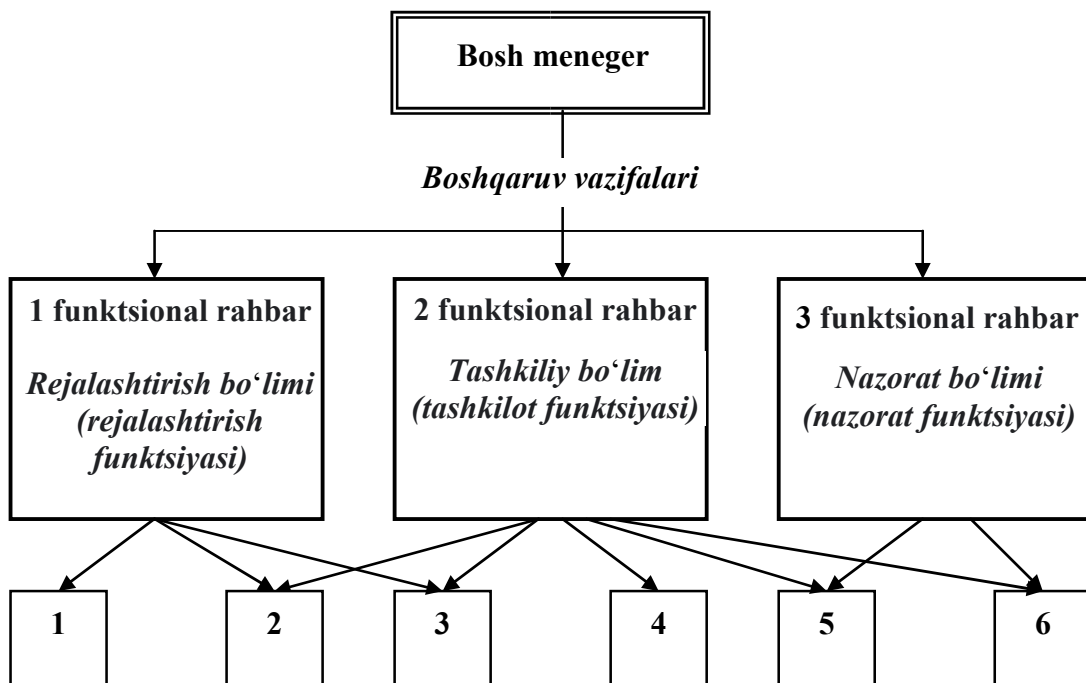 Bosh meneger
Boshqaruv vazifalari
1 funktsional rahbar
Rejalashtirish bo‘limi
(rejalashtirish
funktsiyasi)
2 funktsional rahbar
Tashkiliy bo‘lim
(tashkilot funktsiyasi)
3 funktsional rahbar
Nazorat bo‘limi
(nazorat funktsiyasi)
1
2
3
4
5
6